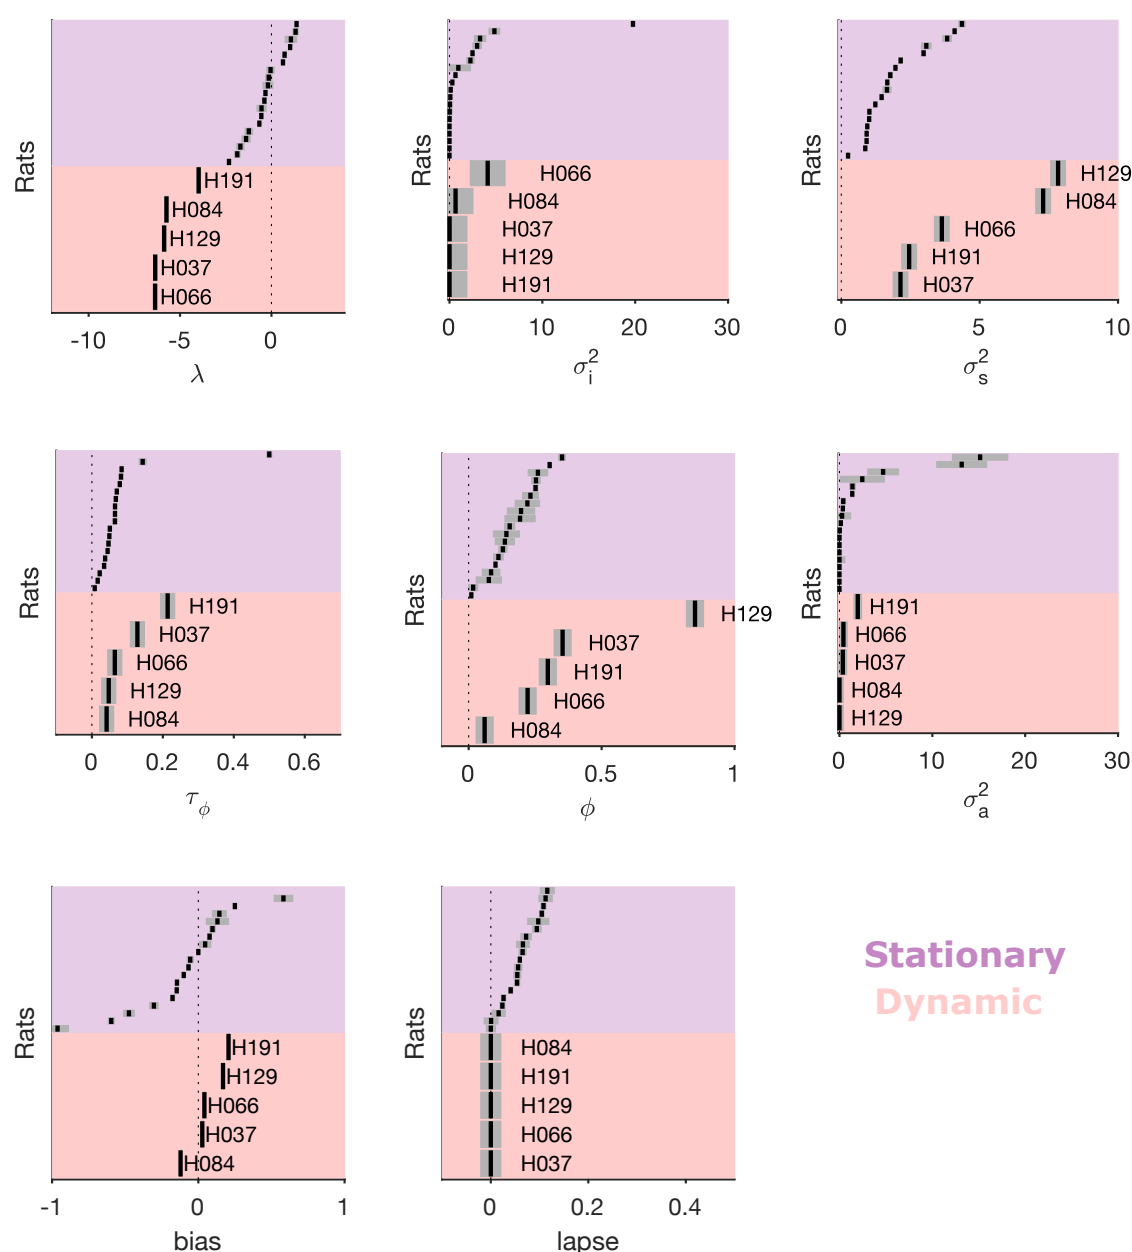 Rats
H191
H084
H129
H037
H066
-10 -5 0
λ
Rats
H066
H084
H037
H129
H191
0 10 20 30
σ²ᵢ
Rats
H129
H084
H066
H191
H037
0 5 10
σ²ₛ
Rats
H191
H037
H066
H129
H084
0 0.2 0.4 0.6
τϕ
Rats
H129
H037
H191
H066
H084
0 0.5 1
ϕ
Rats
H191
H066
H037
H084
H129
0 10 20 30
σ²ₐ
Rats
H191
H129
H066
H037
H084
-1 0 1
bias
Rats
H084
H191
H129
H066
H037
0 0.2 0.4
lapse
Stationary
Dynamic